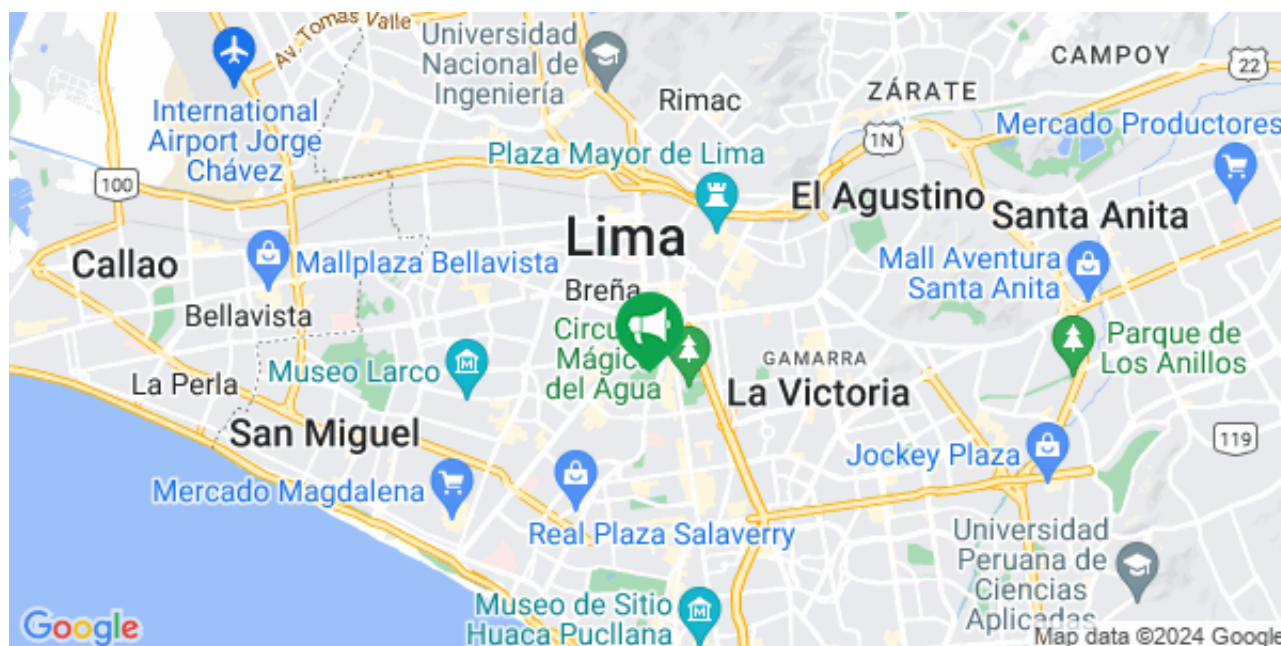 Av. Tomas Valle
Universidad
Nacional de
Ingeniería
CAMPOY
22
International
Airport Jorge
Chávez
Rimac
ZÁRATE
1N
Mercado Productores
Plaza Mayor de Lima
100
El Agustino
Santa Anita
Lima
Callao
Mallplaza Bellavista
Mall Aventura
Santa Anita
Breña
Bellavista
Mágic
del Agua
GAMARRA
Parque de
Los Anillos
La Perla
Museo Larco
La Victoria
San Miguel
Jockey Plaza
119
Mercado Magdalena
Real Plaza Salaverry
Universidad
Peruana de
Ciencias
Aplicadas
Museo de Sitio
Huaca Pucllana
Google
Map data ©2024 Google